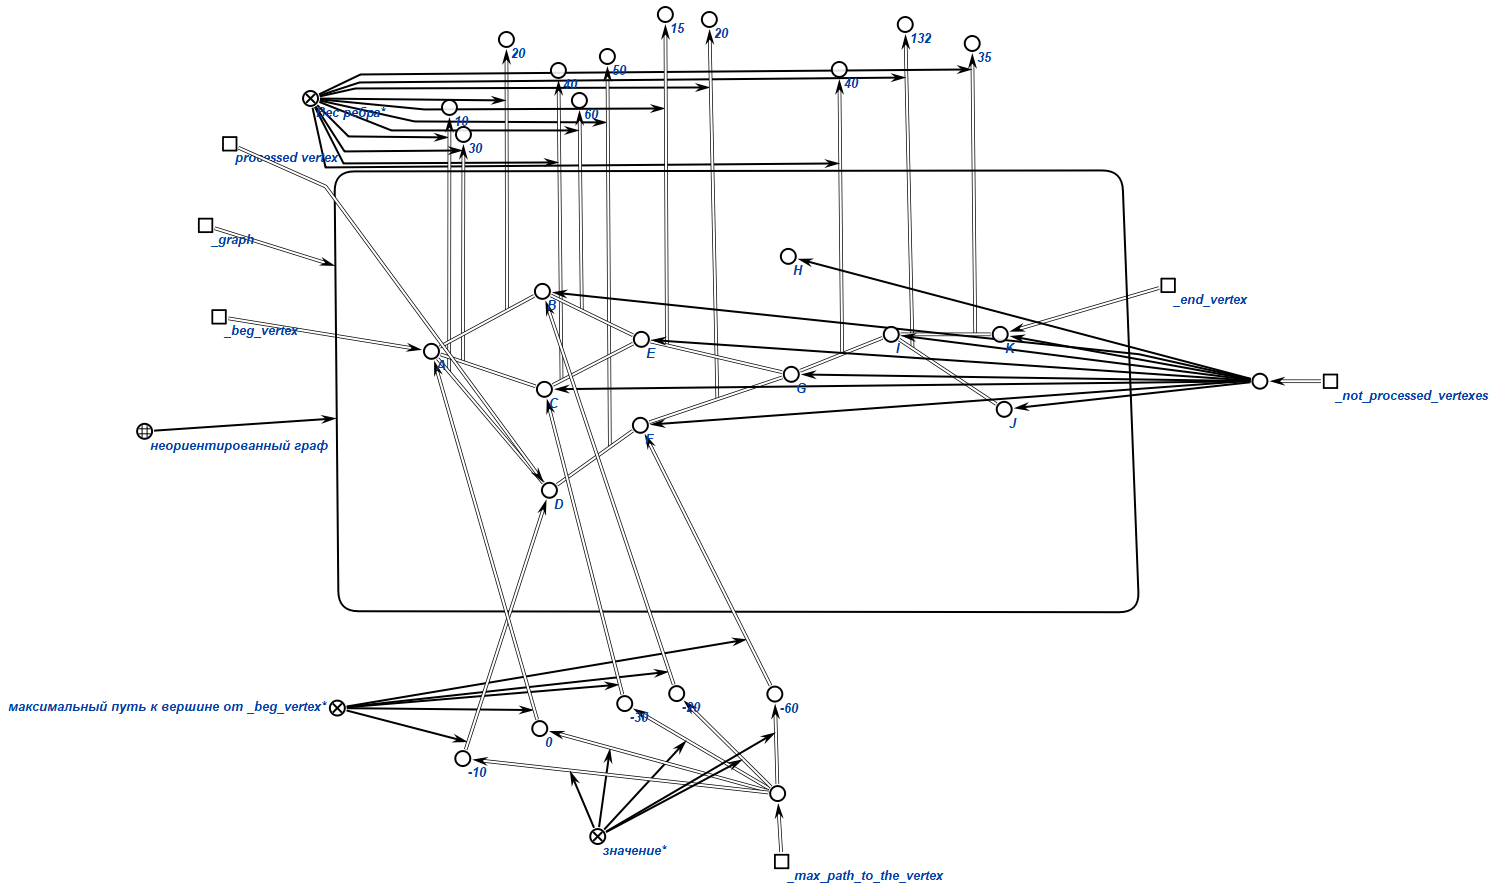 15
20
132
20
35
50
40
40
60
Вес ребра*
10
30
processed vertex
_graph
H
_end_vertex
B
_beg_vertex
I
K
E
A
G
_not_processed_vertexes
C
J
F
неориентированный граф
D
максимальный путь к вершине от _beg_vertex*
-30
-20
-60
0
-10
значение*
_max_path_to_the_vertex